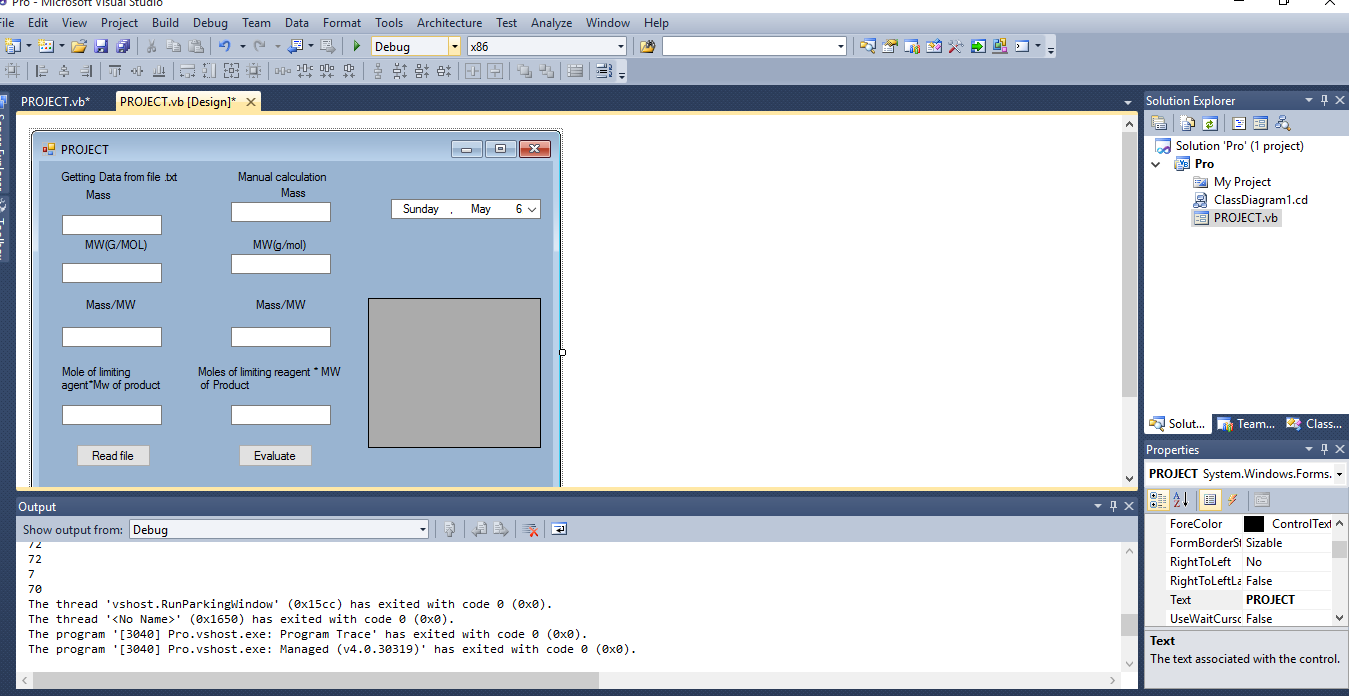 Pro - Microsoft Visual Studio
File Edit View Project Build Debug Team Data Format Tools Architecture Test Analyze Window Help
Debug x86
PROJECT.vb* PROJECT.vb [Design]*
PROJECT
Getting Data from file .txt Manual calculation
Mass Mass
Sunday , May 6
MW(G/MOL) MW(g/mol)
Mass/MW Mass/MW
Mole of limiting Moles of limiting reagent * MW
agent*Mw of product of Product
Read file Evaluate
Solution Explorer
Solution 'Pro' (1 project)
Pro
My Project
ClassDiagram1.cd
PROJECT.vb
Solut... Team... Class...
Properties
PROJECT System.Windows.Forms.
ForeColor ControlText
FormBorderSt Sizable
RightToLeft No
RightToLeftLa False
Text PROJECT
UseWaitCurso False
Text
The text associated with the control.
Output
Show output from: Debug
72
72
7
70
The thread 'vshost.RunParkingWindow' (0x15cc) has exited with code 0 (0x0).
The thread '<No Name>' (0x1650) has exited with code 0 (0x0).
The program '[3040] Pro.vshost.exe: Program Trace' has exited with code 0 (0x0).
The program '[3040] Pro.vshost.exe: Managed (v4.0.30319)' has exited with code 0 (0x0).